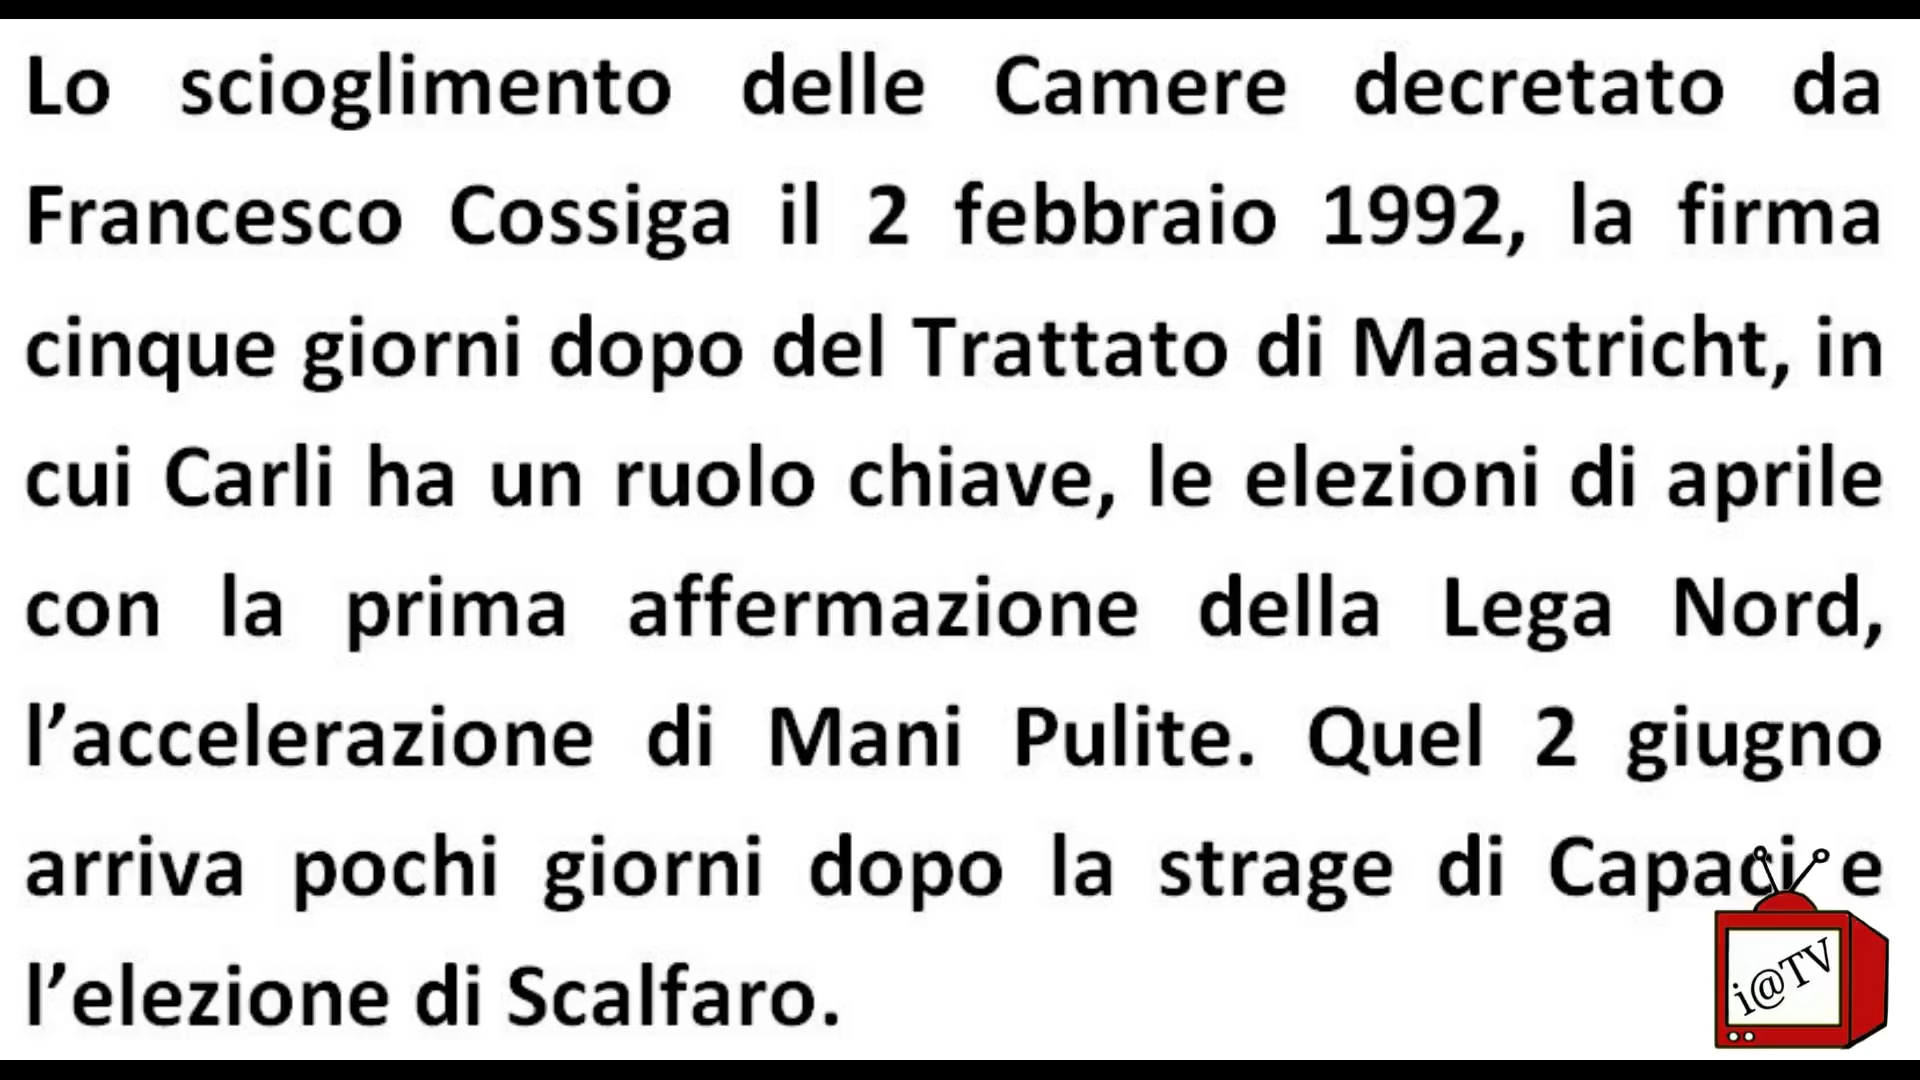 Lo scioglimento delle Camere decretato da
Francesco Cossiga il 2 febbraio 1992, la firma
cinque giorni dopo del Trattato di Maastricht, in
cui Carli ha un ruolo chiave, le elezioni di aprile
con la prima affermazione della Lega Nord,
l’accelerazione di Mani Pulite. Quel 2 giugno
arriva pochi giorni dopo la strage di Capaci e
l’elezione di Scalfaro.
i@TV